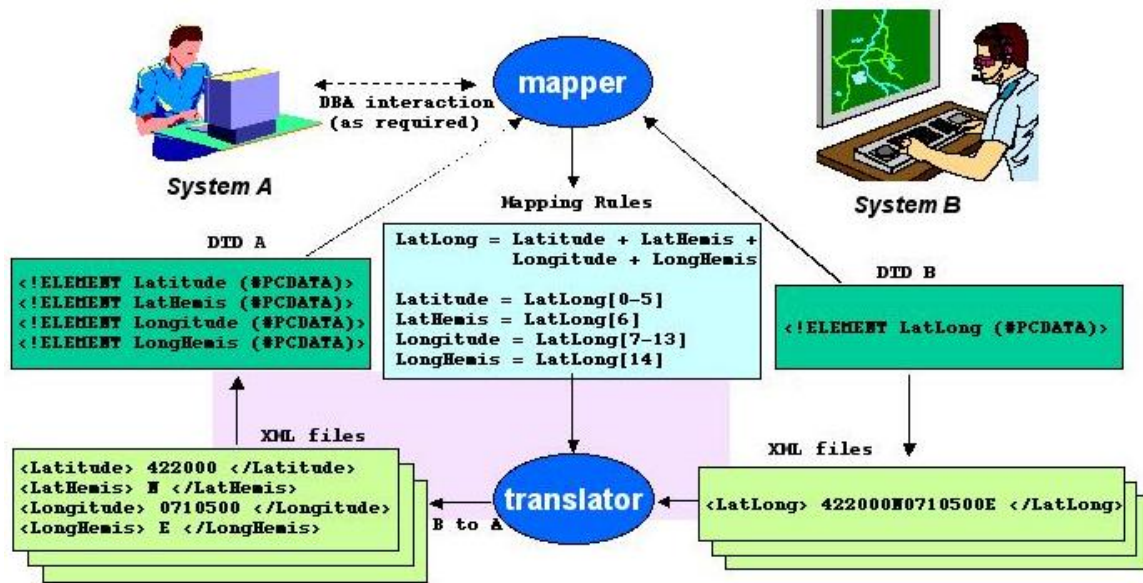 mapper
DBA interaction
(as required)
System A
System B
Mapping Rules
DTD A
<!ELEMENT Latitude (#PCDATA)>
<!ELEMENT LatHemis (#PCDATA)>
<!ELEMENT Longitude (#PCDATA)>
<!ELEMENT LongHemis (#PCDATA)>
LatLong = Latitude + LatHemis +
Longitude + LongHemis
Latitude = LatLong[0-5]
LatHemis = LatLong[6]
Longitude = LatLong[7-13]
LongHemis = LatLong[14]
DTD B
<!ELEMENT LatLong (#PCDATA)>
XML files
<Latitude> 422000 </Latitude>
<LatHemis> N </LatHemis>
<Longitude> 0710500 </Longitude>
<LongHemis> E </LongHemis>
B to A
translator
XML files
<LatLong> 422000N0710500E </LatLong>